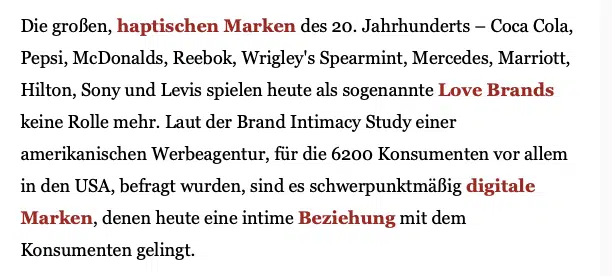 Die großen, haptischen Marken des 20. Jahrhunderts – Coca Cola,
Pepsi, McDonalds, Reebok, Wrigley's Spearmint, Mercedes, Marriott,
Hilton, Sony und Levis spielen heute als sogenannte Love Brands
keine Rolle mehr. Laut der Brand Intimacy Study einer
amerikanischen Werbeagentur, für die 6200 Konsumenten vor allem
in den USA, befragt wurden, sind es schwerpunktmäßig digitale
Marken, denen heute eine intime Beziehung mit dem
Konsumenten gelingt.